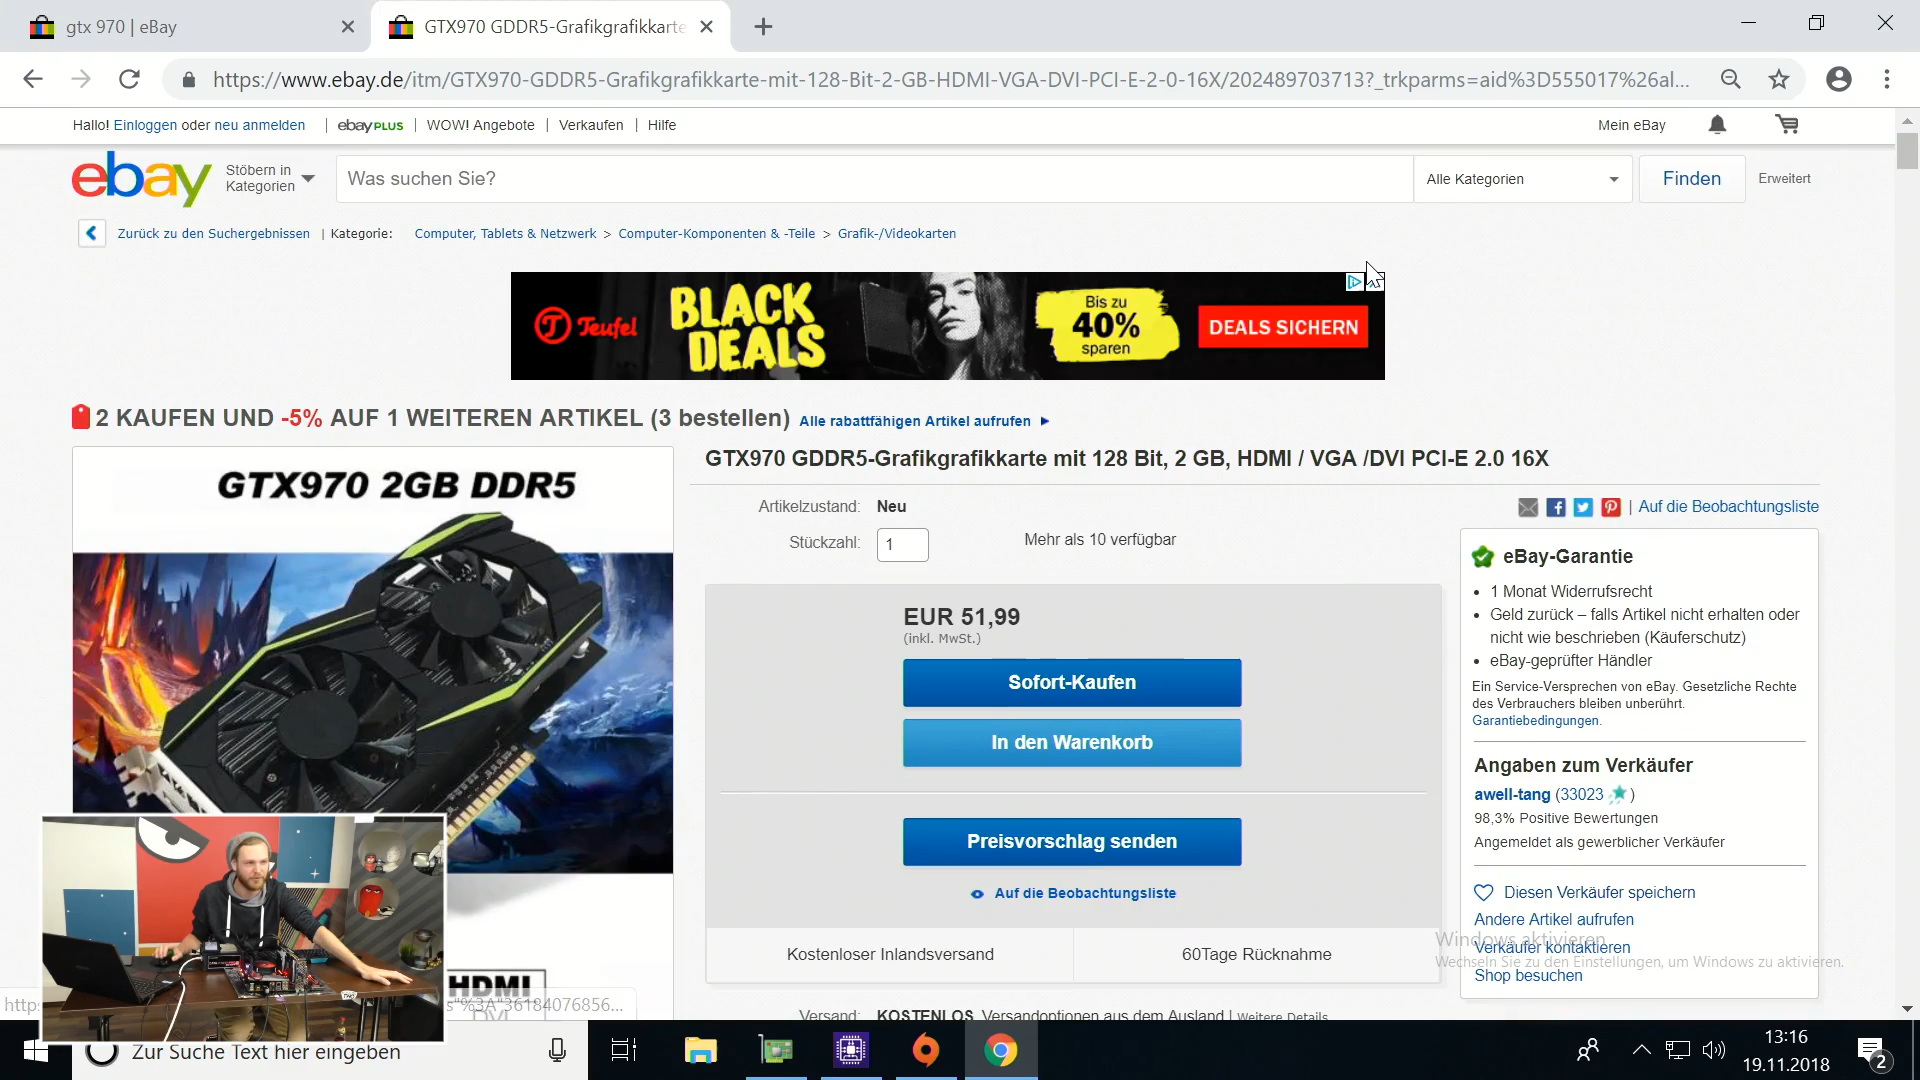 gtx 970 | eBay
GTX970 GDDR5-Grafikgrafikkarte
https://www.ebay.de/itm/GTX970-GDDR5-Grafikgrafikkarte-mit-128-Bit-2-GB-HDMI-VGA-DVI-PCI-E-2-0-16X/202489703713?_trkparms=aid%3D555017%26al...
Hallo! Einloggen oder neu anmelden | ebay PLUS | WOW! Angebote | Verkaufen | Hilfe
Mein eBay
ebay
Stöbern in
Kategorien
Was suchen Sie?
Alle Kategorien
Finden
Erweitert
Zurück zu den Suchergebnissen | Kategorie: Computer, Tablets & Netzwerk > Computer-Komponenten & -Teile > Grafik-/Videokarten
Teufel
BLACK
DEALS
Bis zu
40%
sparen
DEALS SICHERN
2 KAUFEN UND -5% AUF 1 WEITEREN ARTIKEL (3 bestellen) Alle rabattfähigen Artikel aufrufen
GTX970 2GB DDR5
HDMI
DVI
GTX970 GDDR5-Grafikgrafikkarte mit 128 Bit, 2 GB, HDMI / VGA /DVI PCI-E 2.0 16X
Artikelzustand: Neu
Stückzahl: 1
Mehr als 10 verfügbar
EUR 51,99
(inkl. MwSt.)
Sofort-Kaufen
In den Warenkorb
Preisvorschlag senden
Auf die Beobachtungsliste
Kostenloser Inlandsversand
60Tage Rücknahme
Versand: KOSTENLOS Versandoptionen aus dem Ausland | Weitere Details
| Auf die Beobachtungsliste
eBay-Garantie
1 Monat Widerrufsrecht
Geld zurück – falls Artikel nicht erhalten oder
nicht wie beschrieben (Käuferschutz)
eBay-geprüfter Händler
Ein Service-Versprechen von eBay. Gesetzliche Rechte
des Verbrauchers bleiben unberührt.
Garantiebedingungen.
Angaben zum Verkäufer
awell-tang (33023 )
98,3% Positive Bewertungen
Angemeldet als gewerblicher Verkäufer
Diesen Verkäufer speichern
Andere Artikel aufrufen
Verkäufer kontaktieren
Shop besuchen
Windows aktivieren
Wechseln Sie zu den Einstellungen, um Windows zu aktivieren.
http
s"%3A"36184076856...
Zur Suche Text hier eingeben
13:16
19.11.2018
2